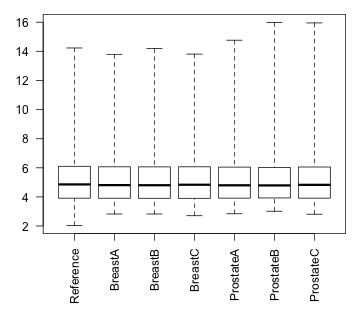 16
14
12
10
8
6
4
2
Reference
BreastA
BreastB
BreastC
ProstateA
ProstateB
ProstateC